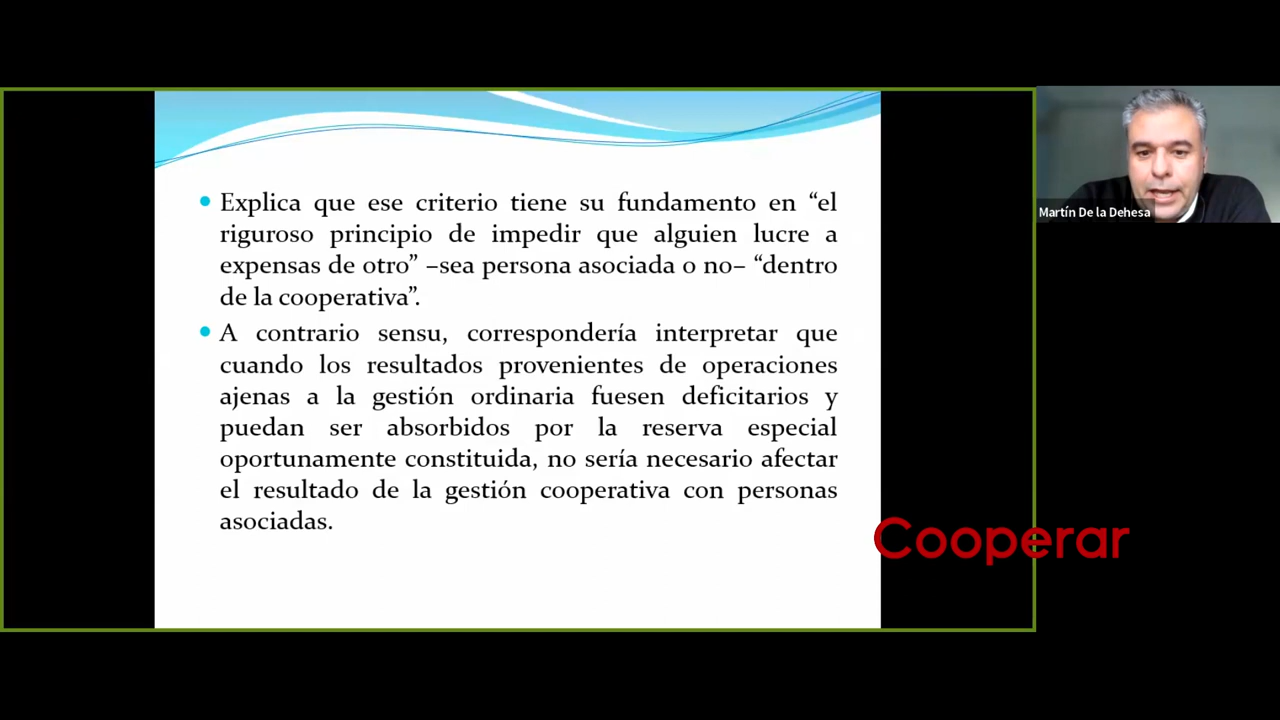 Explica que ese criterio tiene su fundamento en “el
riguroso principio de impedir que alguien lucre a
expensas de otro” –sea persona asociada o no– “dentro
de la cooperativa”.
A contrario sensu, correspondería interpretar que
cuando los resultados provenientes de operaciones
ajenas a la gestión ordinaria fuesen deficitarios y
puedan ser absorbidos por la reserva especial
oportunamente constituida, no sería necesario afectar
el resultado de la gestión cooperativa con personas
asociadas.
Martín De la Dehesa
Cooperar